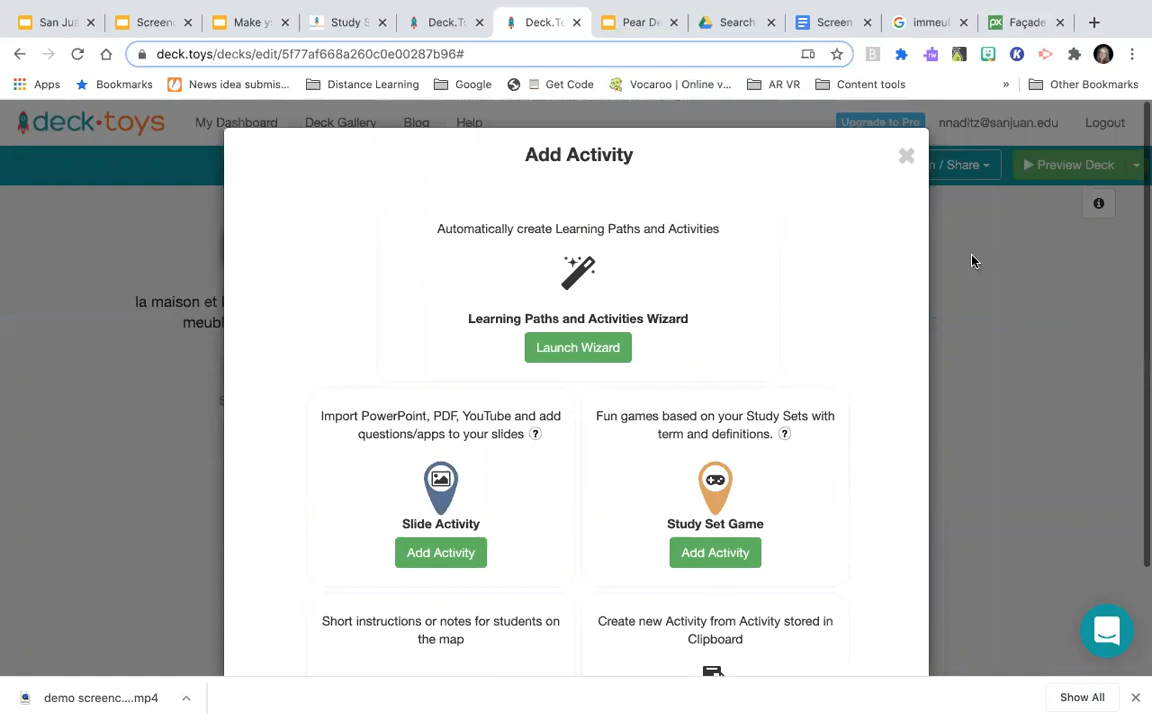 San Ju
Screen
Make y
Study S
Deck.T
Deck.To
Pear De
Search
Screen
immeul
Façade
deck.toys/decks/edit/5f77af668a260c0e00287b96#
Apps
Bookmarks
News idea submis...
Distance Learning
Google
Get Code
Vocaroo | Online v...
AR VR
Content tools
»
Other Bookmarks
deck•toys
My Dashboard
Deck Gallery
Blog
Help
Upgrade to Pro
nnaditz@sanjuan.edu
Logout
n / Share
Preview Deck
Add Activity
Automatically create Learning Paths and Activities
Learning Paths and Activities Wizard
Launch Wizard
la maison et l
meubl
Import PowerPoint, PDF, YouTube and add
questions/apps to your slides ?
Slide Activity
Add Activity
Fun games based on your Study Sets with
term and definitions. ?
Study Set Game
Add Activity
Short instructions or notes for students on
the map
Create new Activity from Activity stored in
Clipboard
demo screenc....mp4
Show All